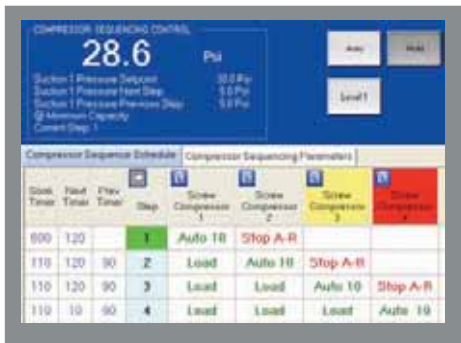 COMPRESSOR SEQUENCING CONTROL
28.6 Psi
Suction 1 Pressure Setpoint 30.0 Psi
Suction 1 Pressure Next Step 5.0 Psi
Suction 1 Pressure Previous Step 5.0 Psi
@ Minimum Capacity
Current Step: 1
Auto Hold
Level 1
Compressor Sequence Schedule Compressor Sequencing Parameters
Next Timer Prev Timer Step Screw Compressor 1 Screw Compressor 2 Screw Compressor 3 Screw Compressor 4
600 120 1 Auto 10 Stop A-R
110 120 90 2 Load Auto 10 Stop A-R
110 120 90 3 Load Load Auto 10 Stop A-R
110 10 90 4 Load Load Load Auto 10